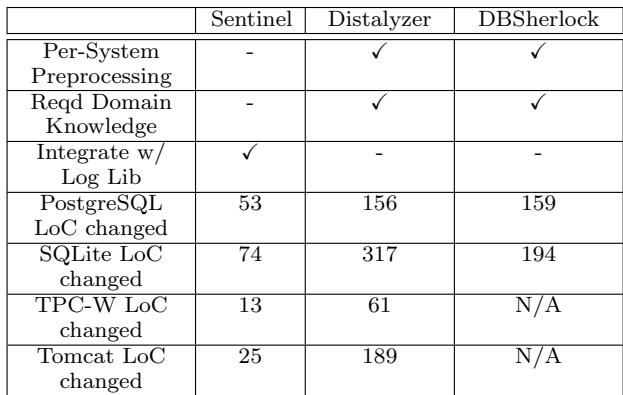 Sentinel Distalyzer DBSherlock
Per-System - ✓ ✓
Preprocessing
Reqd Domain - ✓ ✓
Knowledge
Integrate w/ ✓ - -
Log Lib
PostgreSQL 53 156 159
LoC changed
SQLite LoC 74 317 194
changed
TPC-W LoC 13 61 N/A
changed
Tomcat LoC 25 189 N/A
changed